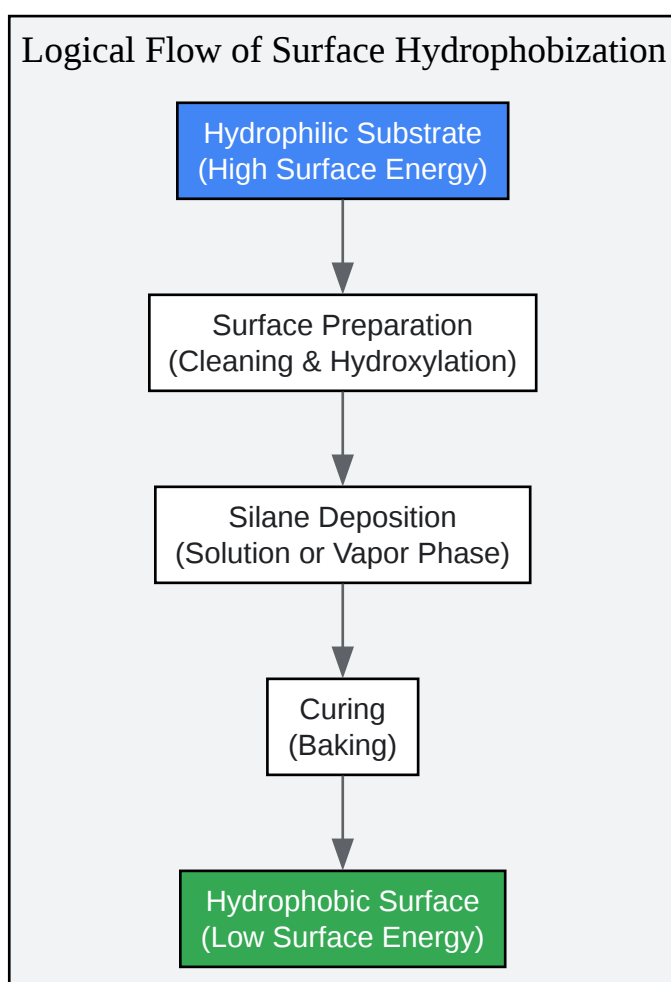 Logical Flow of Surface Hydrophobization
Hydrophilic Substrate
(High Surface Energy)
Surface Preparation
(Cleaning & Hydroxylation)
Silane Deposition
(Solution or Vapor Phase)
Curing
(Baking)
Hydrophobic Surface
(Low Surface Energy)